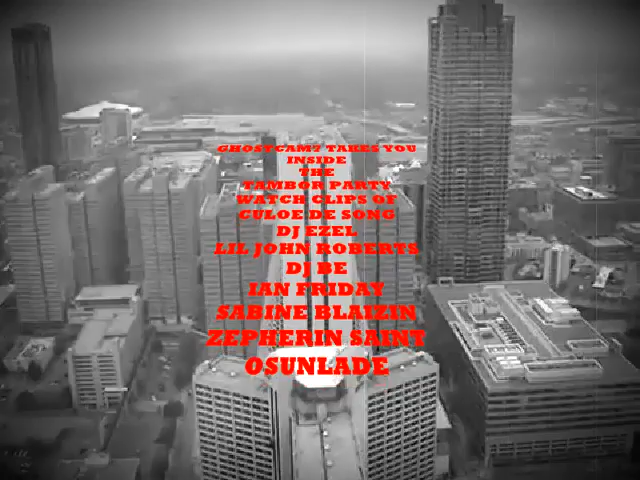 GHOSTCAM? TAKES YOU
INSIDE
THE
TAMBOR PARTY
WATCH CLIPS OF
CULOE DE SONG
DJ EZEL
LIL JOHN ROBERTS
DJ BE
IAN FRIDAY
SABINE BLAIZIN
ZEPHERIN SAINT
OSUNLADE